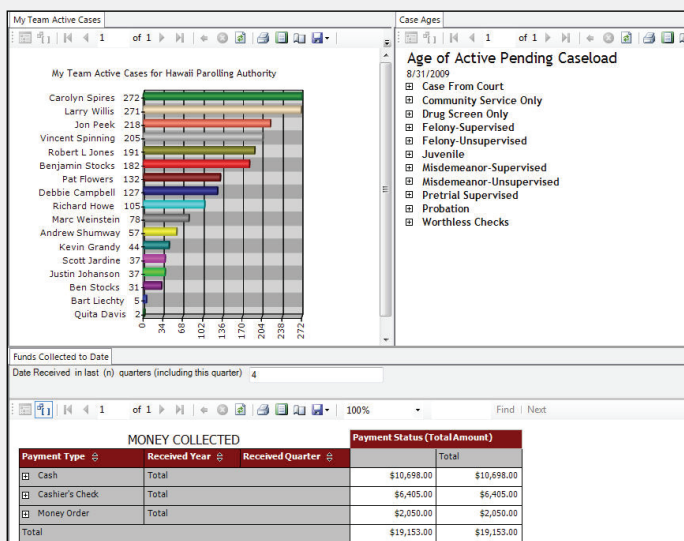 My Team Active Cases
1 of 1
My Team Active Cases for Hawaii Parolling Authority
Carolyn Spires 272
Larry Willis 271
Jon Peek 218
Vincent Spinning 205
Robert L Jones 191
Benjamin Stocks 182
Pat Flowers 132
Debbie Campbell 127
Richard Howe 105
Marc Weinstein 78
Andrew Shumway 57
Kevin Grandy 44
Scott Jardine 37
Justin Johanson 37
Ben Stocks 31
Bart Liechty 5
Quita Davis 2
0 34 68 102 136 170 204 238 272
Case Ages
1 of 1
Age of Active Pending Caseload
8/31/2009
Case From Court
Community Service Only
Drug Screen Only
Felony-Supervised
Felony-Unsupervised
Juvenile
Misdemeanor-Supervised
Misdemeanor-Unsupervised
Pretrial Supervised
Probation
Worthless Checks
Funds Collected to Date
Date Received in last (n) quarters (including this quarter) 4
1 of 1 100% Find | Next
MONEY COLLECTED Payment Status (Total Amount)
Payment Type Received Year Received Quarter Total
Cash Total $10,698.00 $10,698.00
Cashier's Check Total $6,405.00 $6,405.00
Money Order Total $2,050.00 $2,050.00
Total $19,153.00 $19,153.00